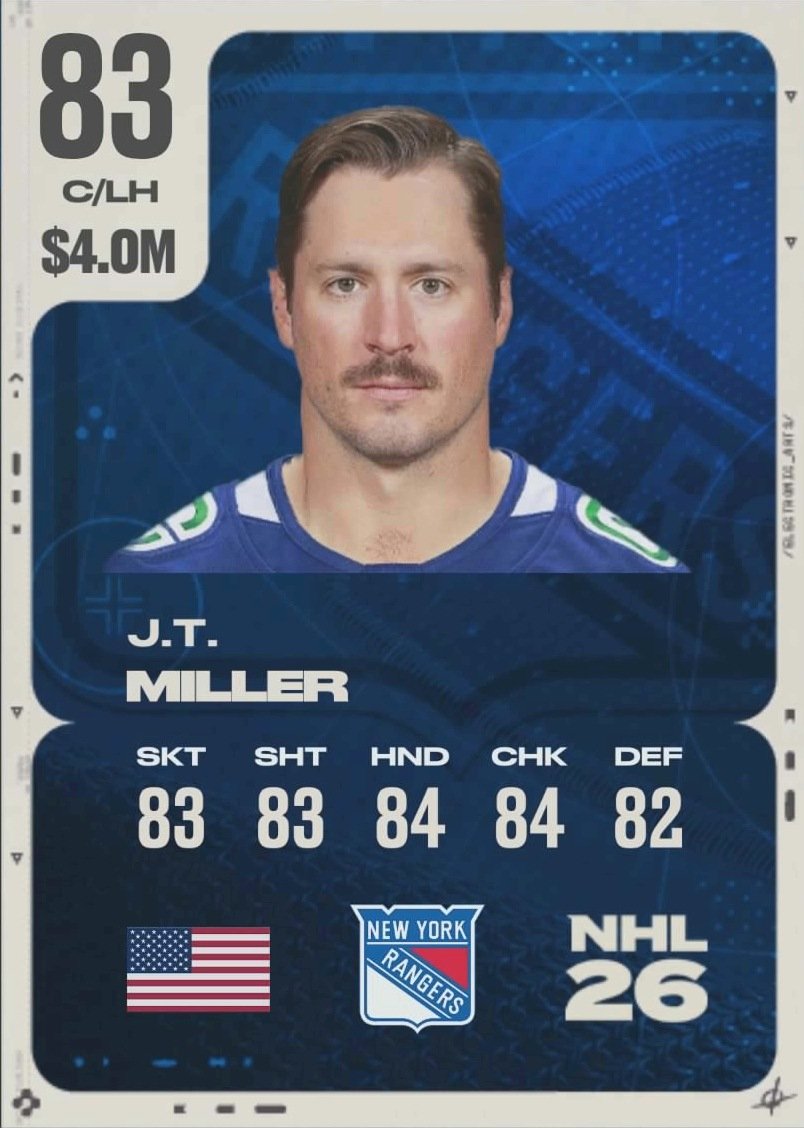 83
C/LH
$4.0M
J.T.
MILLER
SKT SHT HND CHK DEF
83 83 84 84 82
NEW YORK
RANGERS
NHL
26